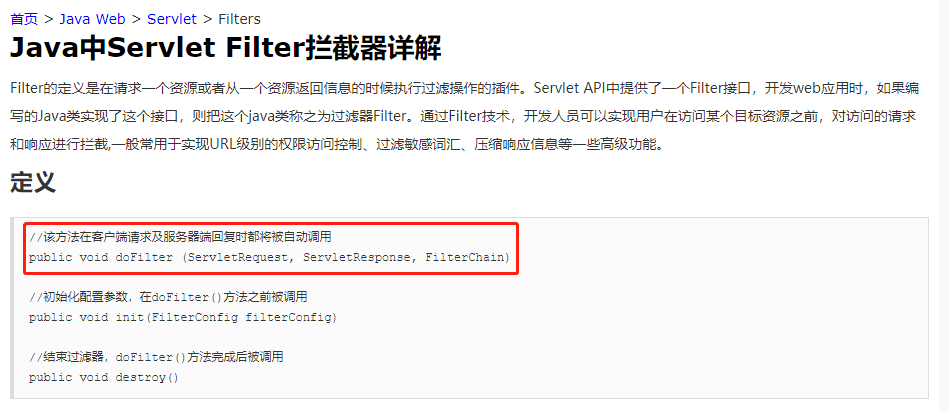 首页 > Java Web > Servlet > Filters
Java中Servlet Filter拦截器详解
Filter的定义是在请求一个资源或者从一个资源返回信息的时候执行过滤操作的插件。Servlet API中提供了一个Filter接口，开发web应用时，如果编
写的Java类实现了这个接口，则把这个java类称之为过滤器Filter。通过Filter技术，开发人员可以实现用户在访问某个目标资源之前，对访问的请求
和响应进行拦截,一般常用于实现URL级别的权限访问控制、过滤敏感词汇、压缩响应信息等一些高级功能。
定义
//该方法在客户端请求及服务器端回复时都将被自动调用
public void doFilter (ServletRequest, ServletResponse, FilterChain)
//初始化配置参数，在doFilter()方法之前被调用
public void init(FilterConfig filterConfig)
//结束过滤器，doFilter()方法完成后被调用
public void destroy()